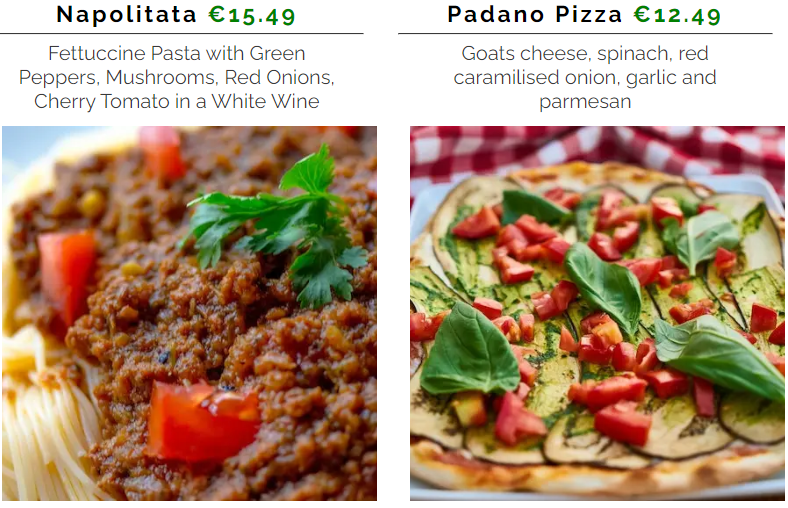 Napolitata €15.49
Fettuccine Pasta with Green
Peppers, Mushrooms, Red Onions,
Cherry Tomato in a White Wine
Padano Pizza €12.49
Goats cheese, spinach, red
caramilised onion, garlic and
parmesan